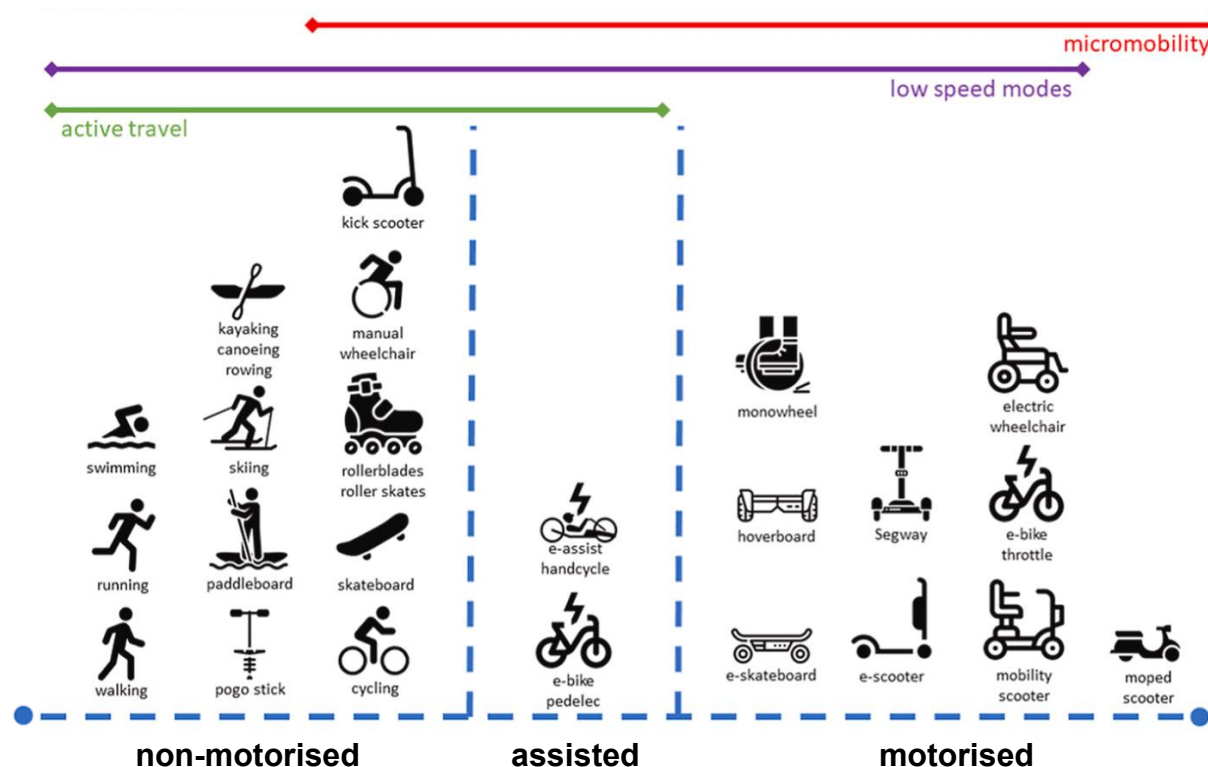 micromobility
low speed modes
active travel
kick scooter
kayaking
canoeing
rowing
manual
wheelchair
swimming
skiing
rollerblades
roller skates
running
paddleboard
skateboard
walking
pogo stick
cycling
e-assist
handcycle
e-bike
pedelec
monowheel
electric
wheelchair
hoverboard
Segway
e-bike
throttle
e-skateboard
e-scooter
mobility
scooter
moped
scooter
non-motorised
assisted
motorised